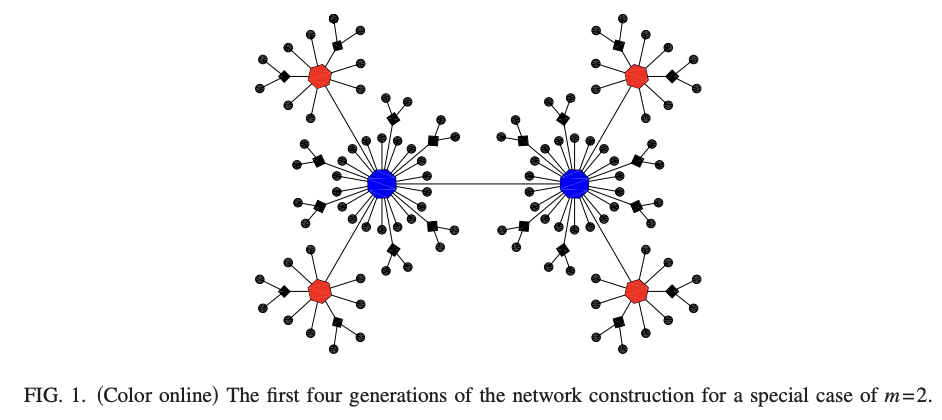 FIG. 1. (Color online) The first four generations of the network construction for a special case of m=2.